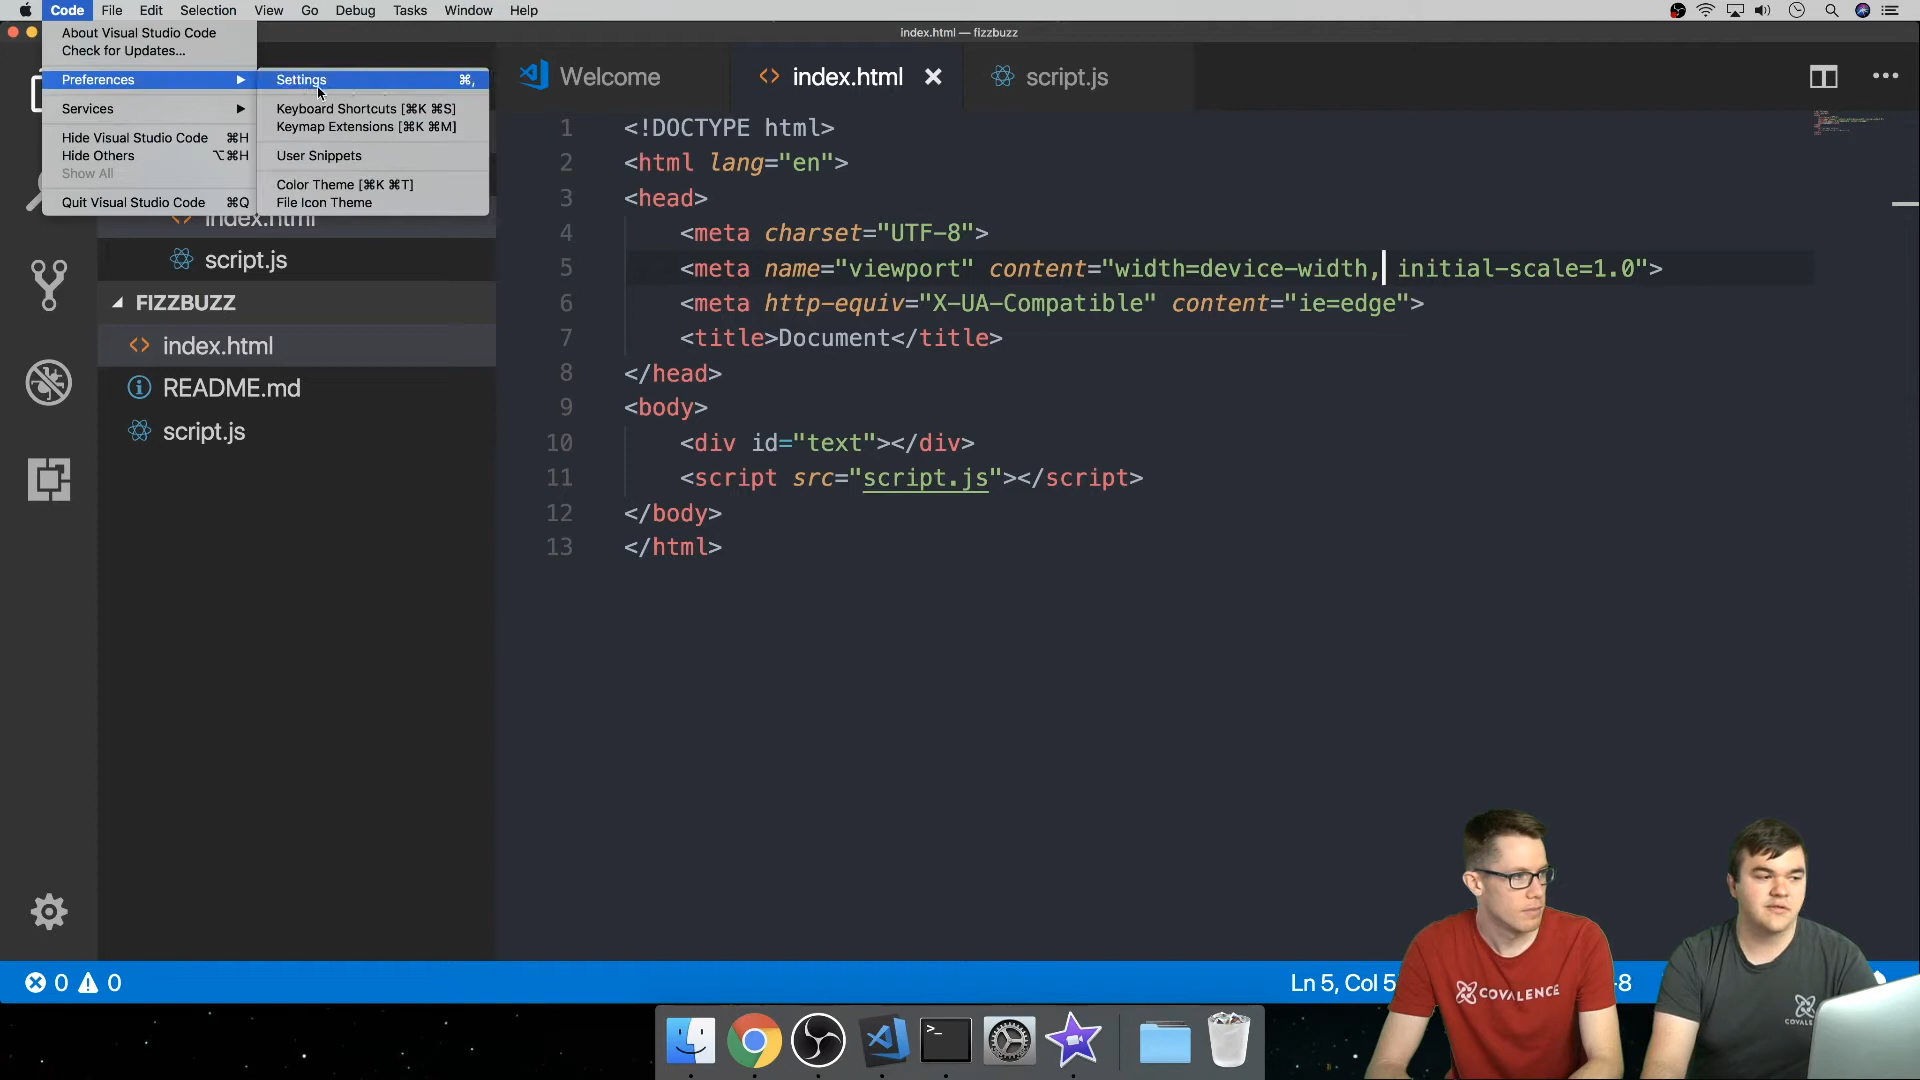 Code File Edit Selection View Go Debug Tasks Window Help
index.html — fizzbuzz
About Visual Studio Code
Check for Updates...
Preferences
Services
Hide Visual Studio Code ⌘H
Hide Others ⌥⌘H
Show All
Quit Visual Studio Code ⌘Q
Settings ⌘,
Keyboard Shortcuts [⌘K ⌘S]
Keymap Extensions [⌘K ⌘M]
User Snippets
Color Theme [⌘K ⌘T]
File Icon Theme
index.html
script.js
FIZZBUZZ
index.html
README.md
script.js
Welcome index.html script.js
1 <!DOCTYPE html>
2 <html lang="en">
3 <head>
4 <meta charset="UTF-8">
5 <meta name="viewport" content="width=device-width, initial-scale=1.0">
6 <meta http-equiv="X-UA-Compatible" content="ie=edge">
7 <title>Document</title>
8 </head>
9 <body>
10 <div id="text"></div>
11 <script src="script.js"></script>
12 </body>
13 </html>
0 0
Ln 5, Col 5
-8
COVALENCE